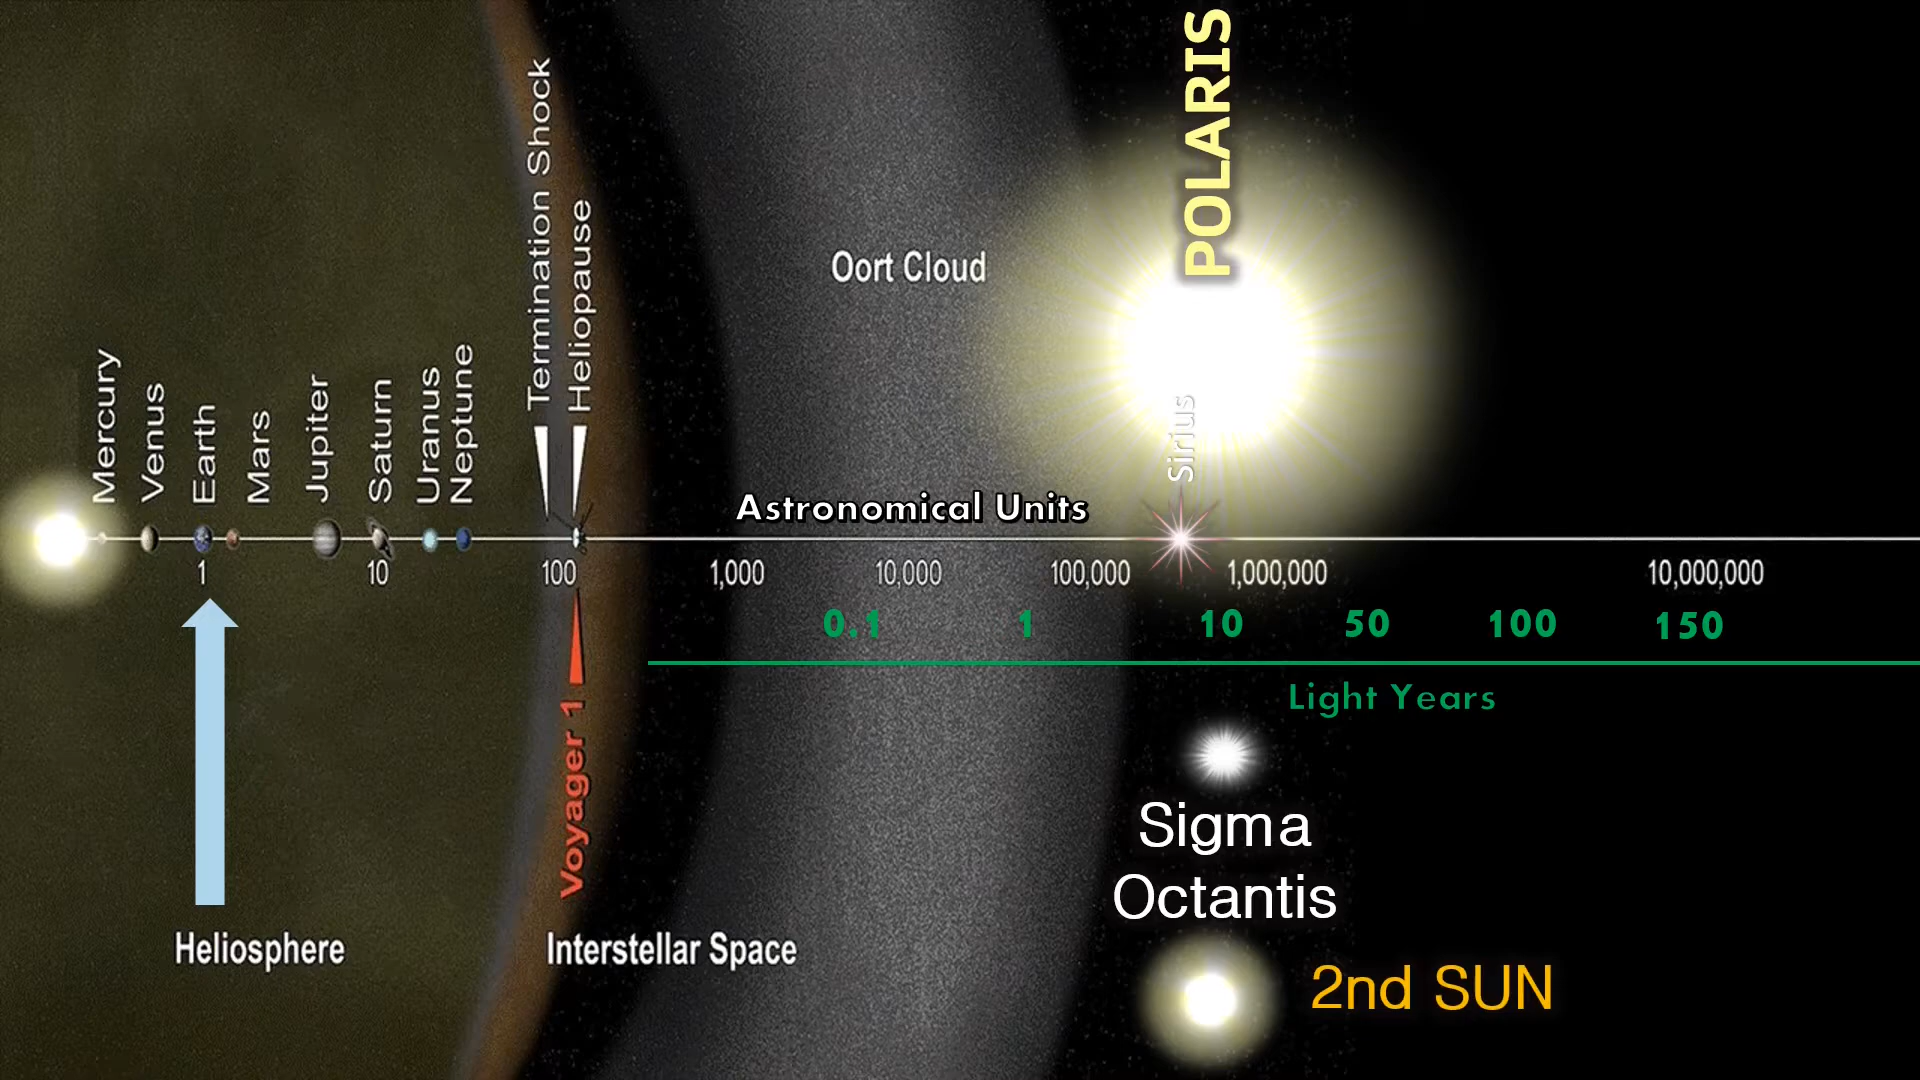 POLARIS
Termination Shock
Heliopause
Oort Cloud
Mercury
Venus
Earth
Mars
Jupiter
Saturn
Uranus
Neptune
Sirius
Astronomical Units
1
10
100
1,000
10,000
100,000
1,000,000
10,000,000
0.1
1
10
50
100
150
Light Years
Voyager 1
Sigma
Octantis
Heliosphere
Interstellar Space
2nd SUN